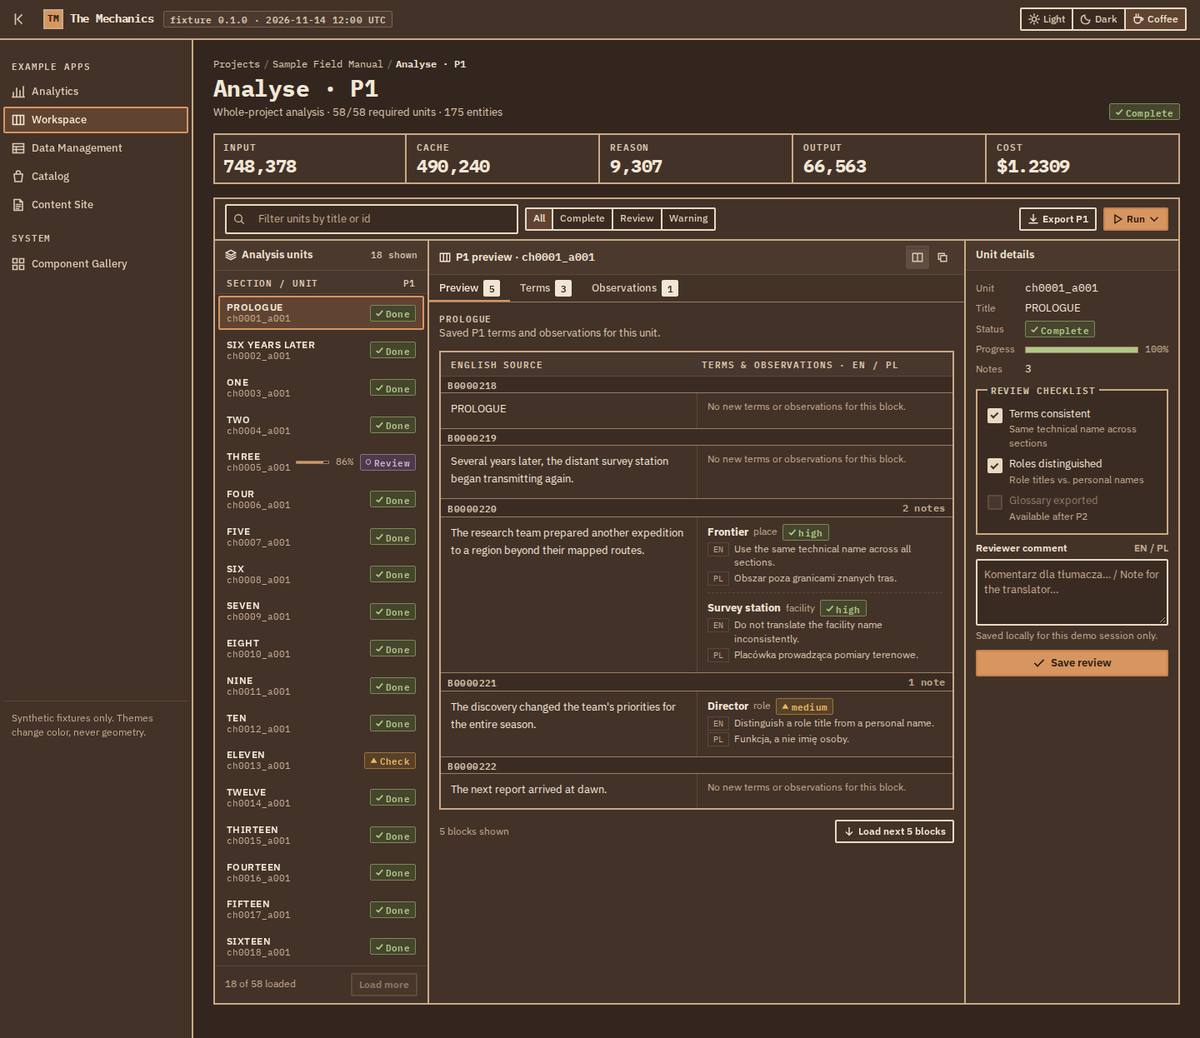 TM The Mechanics fixture 0.1.0 · 2026-11-14 12:00 UTC Light Dark Coffee
EXAMPLE APPS
Analytics
Workspace
Data Management
Catalog
Content Site
SYSTEM
Component Gallery
Synthetic fixtures only. Themes
change color, never geometry.
Projects / Sample Field Manual / Analyse · P1
Analyse · P1
Whole-project analysis · 58/58 required units · 175 entities
Complete
INPUT
748,378
CACHE
490,240
REASON
9,307
OUTPUT
66,563
COST
$1.2309
Filter units by title or id
All Complete Review Warning
Export P1 Run
Analysis units 18 shown
SECTION / UNIT P1
PROLOGUE
ch0001_a001 Done
SIX YEARS LATER
ch0002_a001 Done
ONE
ch0003_a001 Done
TWO
ch0004_a001 Done
THREE
ch0005_a001 86% Review
FOUR
ch0006_a001 Done
FIVE
ch0007_a001 Done
SIX
ch0008_a001 Done
SEVEN
ch0009_a001 Done
EIGHT
ch0010_a001 Done
NINE
ch0011_a001 Done
TEN
ch0012_a001 Done
ELEVEN
ch0013_a001 Check
TWELVE
ch0014_a001 Done
THIRTEEN
ch0015_a001 Done
FOURTEEN
ch0016_a001 Done
FIFTEEN
ch0017_a001 Done
SIXTEEN
ch0018_a001 Done
18 of 58 loaded Load more
P1 preview · ch0001_a001
Preview 5 Terms 3 Observations 1
PROLOGUE
Saved P1 terms and observations for this unit.
ENGLISH SOURCE TERMS & OBSERVATIONS · EN / PL
B0000218
PROLOGUE
No new terms or observations for this block.
B0000219
Several years later, the distant survey station
began transmitting again.
No new terms or observations for this block.
B0000220 2 notes
The research team prepared another expedition
to a region beyond their mapped routes.
Frontier place high
EN Use the same technical name across all
sections.
PL Obszar poza granicami znanych tras.
Survey station facility high
EN Do not translate the facility name
inconsistently.
PL Placówka prowadząca pomiary terenowe.
B0000221 1 note
The discovery changed the team's priorities for
the entire season.
Director role medium
EN Distinguish a role title from a personal name.
PL Funkcja, a nie imię osoby.
B0000222
The next report arrived at dawn.
No new terms or observations for this block.
5 blocks shown Load next 5 blocks
Unit details
Unit ch0001_a001
Title PROLOGUE
Status Complete
Progress 100%
Notes 3
REVIEW CHECKLIST
Terms consistent
Same technical name across
sections
Roles distinguished
Role titles vs. personal names
Glossary exported
Available after P2
Reviewer comment EN / PL
Komentarz dla tłumacza… / Note for
the translator…
Saved locally for this demo session only.
Save review